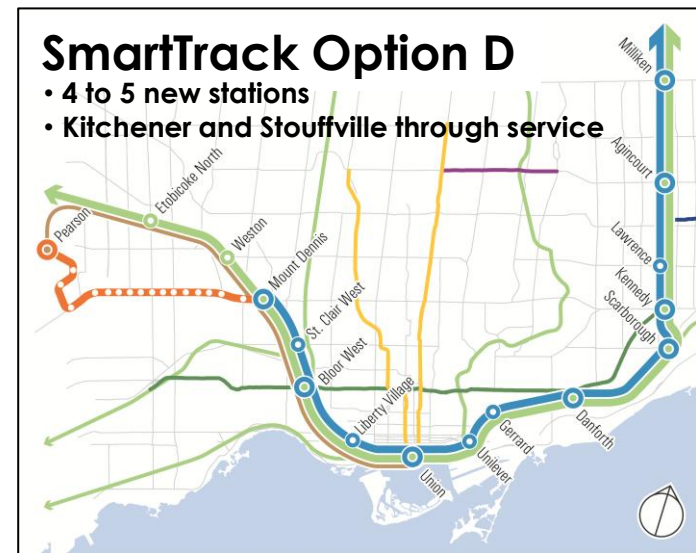 SmartTrack Option D
• 4 to 5 new stations
• Kitchener and Stouffville through service
Milliken
Etobicoke North
Agincourt
Pearson
Weston
Mount Dennis
Lawrence
St. Clair West
Kennedy
Scarborough
Bloor West
Liberty Village
Gerrard
Danforth
Union
Unilever